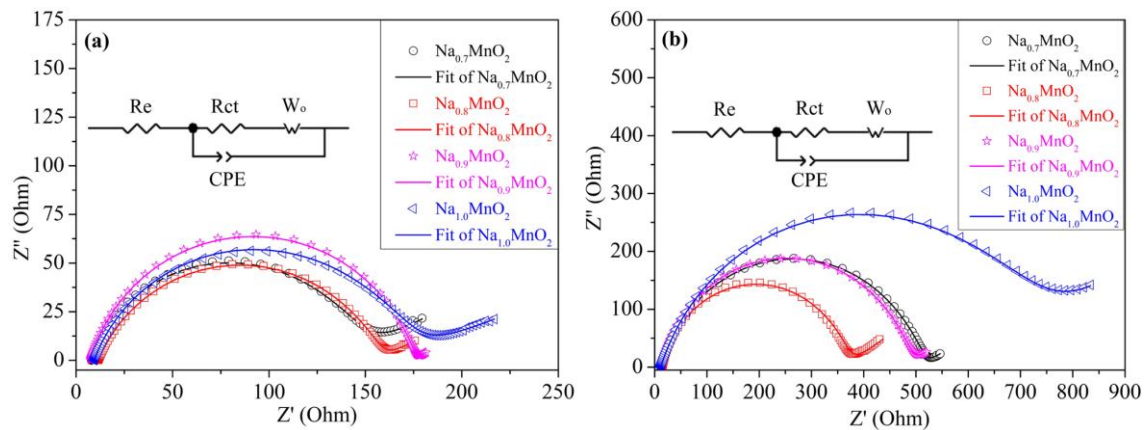 (a)
175
150
125
100
75
50
25
0
Z'' (Ohm)
0 50 100 150 200 250
Z' (Ohm)
Re Rct Wₒ
CPE
Na₀.₇MnO₂
Fit of Na₀.₇MnO₂
Na₀.₈MnO₂
Fit of Na₀.₈MnO₂
Na₀.₉MnO₂
Fit of Na₀.₉MnO₂
Na₁.₀MnO₂
Fit of Na₁.₀MnO₂
(b)
600
500
400
300
200
100
0
Z'' (Ohm)
0 100 200 300 400 500 600 700 800 900
Z' (Ohm)
Re Rct Wₒ
CPE
Na₀.₇MnO₂
Fit of Na₀.₇MnO₂
Na₀.₈MnO₂
Fit of Na₀.₈MnO₂
Na₀.₉MnO₂
Fit of Na₀.₉MnO₂
Na₁.₀MnO₂
Fit of Na₁.₀MnO₂